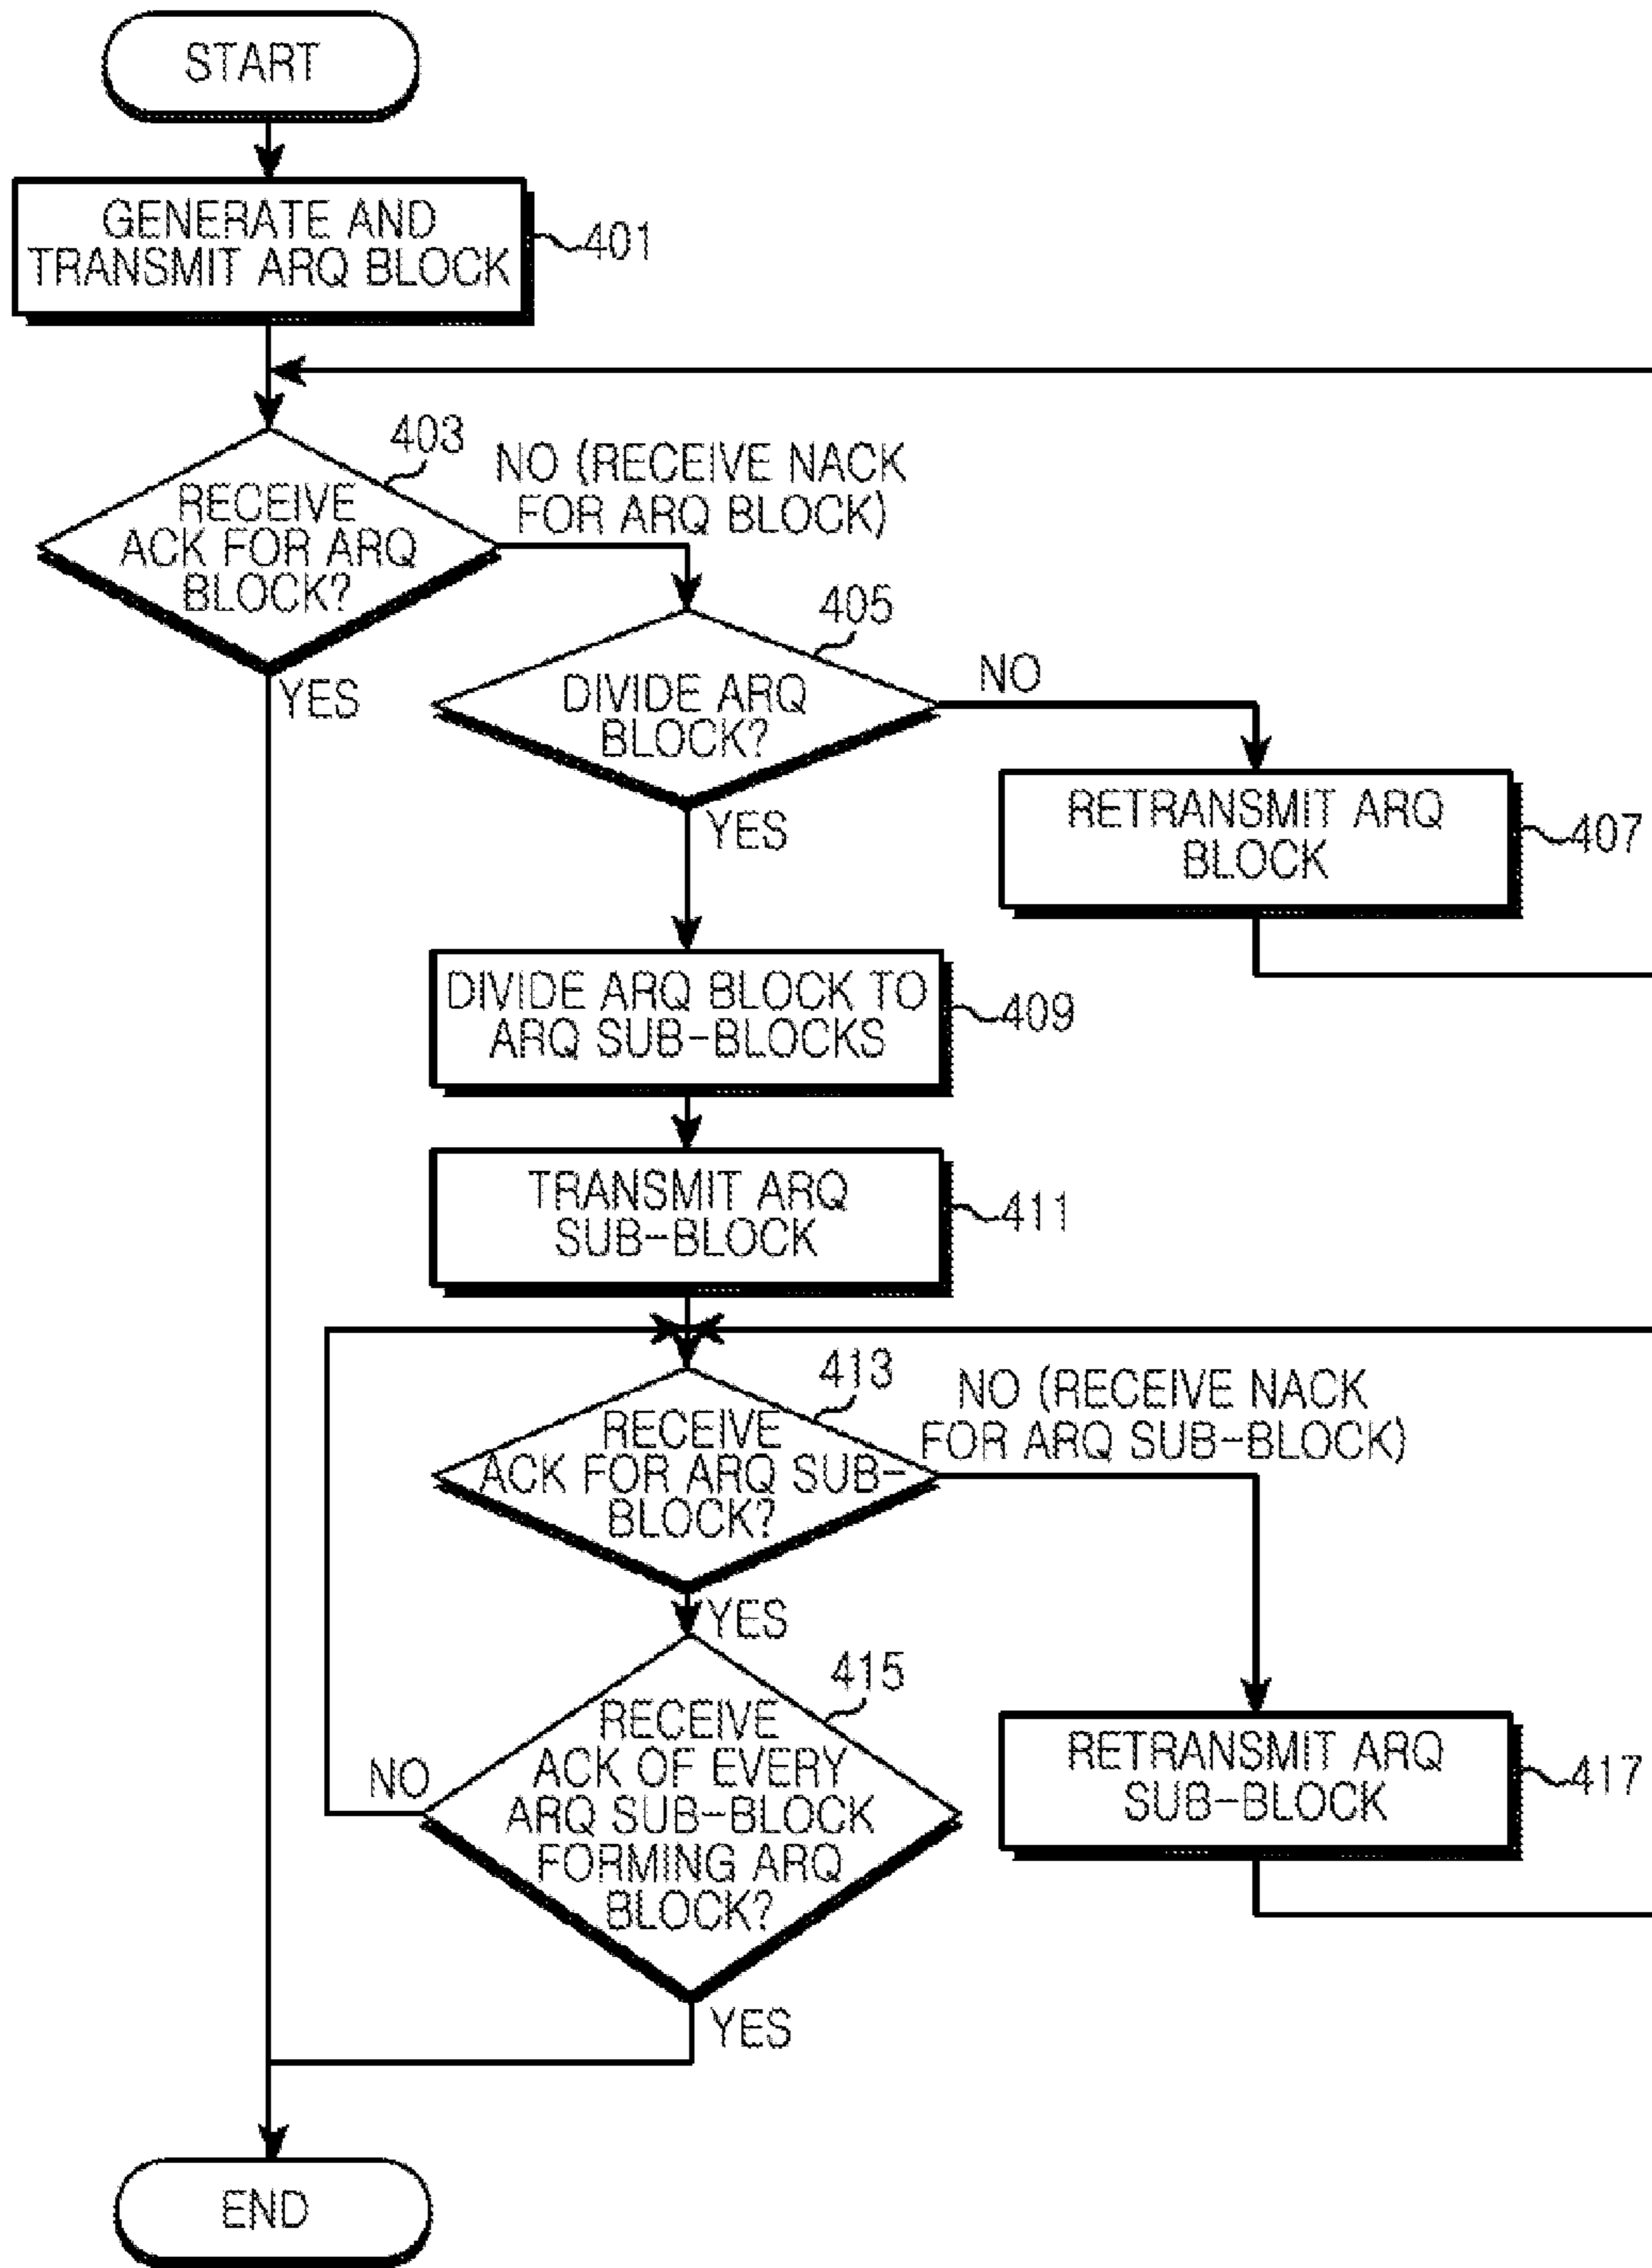 START
GENERATE AND
TRANSMIT ARQ BLOCK
401
403
RECEIVE
ACK FOR ARQ
BLOCK?
NO (RECEIVE NACK
FOR ARQ BLOCK)
YES
405
DIVIDE ARQ
BLOCK?
NO
YES
RETRANSMIT ARQ
BLOCK
407
DIVIDE ARQ BLOCK TO
ARQ SUB-BLOCKS
409
TRANSMIT ARQ
SUB-BLOCK
411
413
RECEIVE
ACK FOR ARQ SUB-
BLOCK?
NO (RECEIVE NACK
FOR ARQ SUB-BLOCK)
YES
415
RECEIVE
ACK OF EVERY
ARQ SUB-BLOCK
FORMING ARQ
BLOCK?
NO
RETRANSMIT ARQ
SUB-BLOCK
417
YES
END